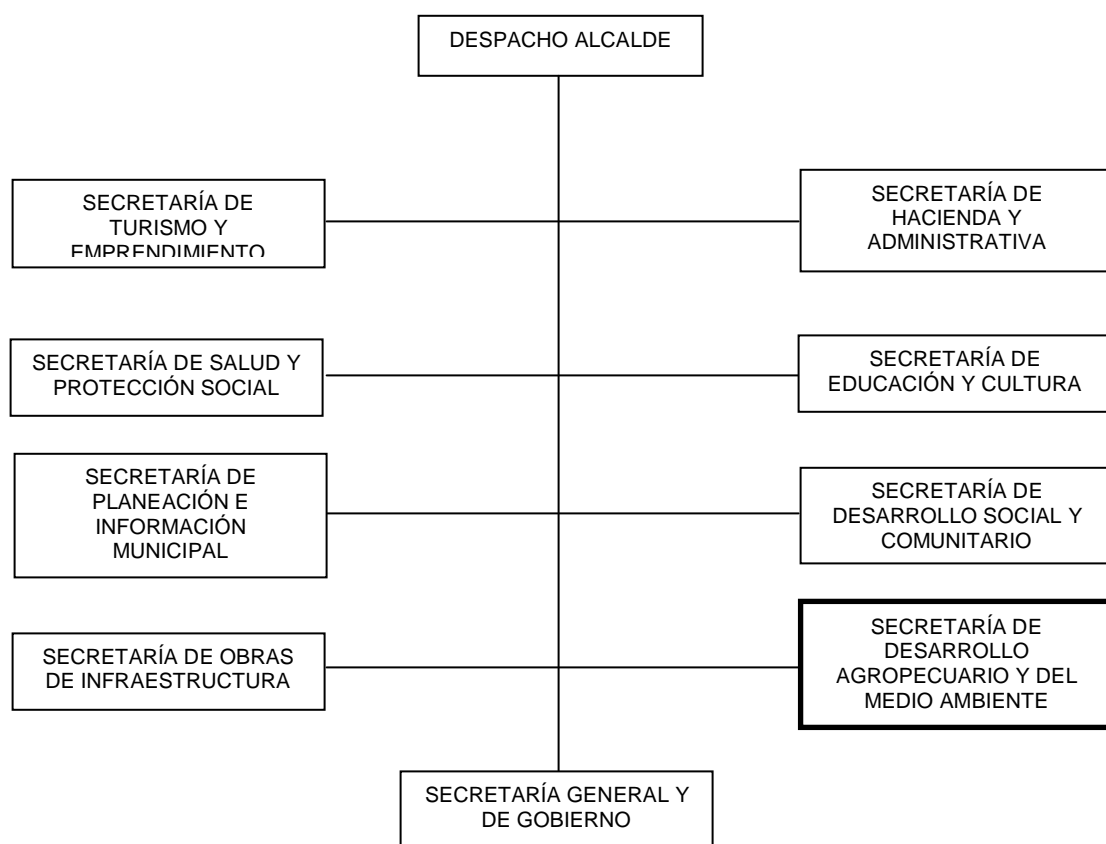 DESPACHO ALCALDE
SECRETARÍA DE
TURISMO Y
EMPRENDIMIENTO
SECRETARÍA DE
HACIENDA Y
ADMINISTRATIVA
SECRETARÍA DE SALUD Y
PROTECCIÓN SOCIAL
SECRETARÍA DE
EDUCACIÓN Y CULTURA
SECRETARÍA DE
PLANEACIÓN E
INFORMACIÓN
MUNICIPAL
SECRETARÍA DE
DESARROLLO SOCIAL Y
COMUNITARIO
SECRETARÍA DE OBRAS
DE INFRAESTRUCTURA
SECRETARÍA DE
DESARROLLO
AGROPECUARIO Y DEL
MEDIO AMBIENTE
SECRETARÍA GENERAL Y
DE GOBIERNO